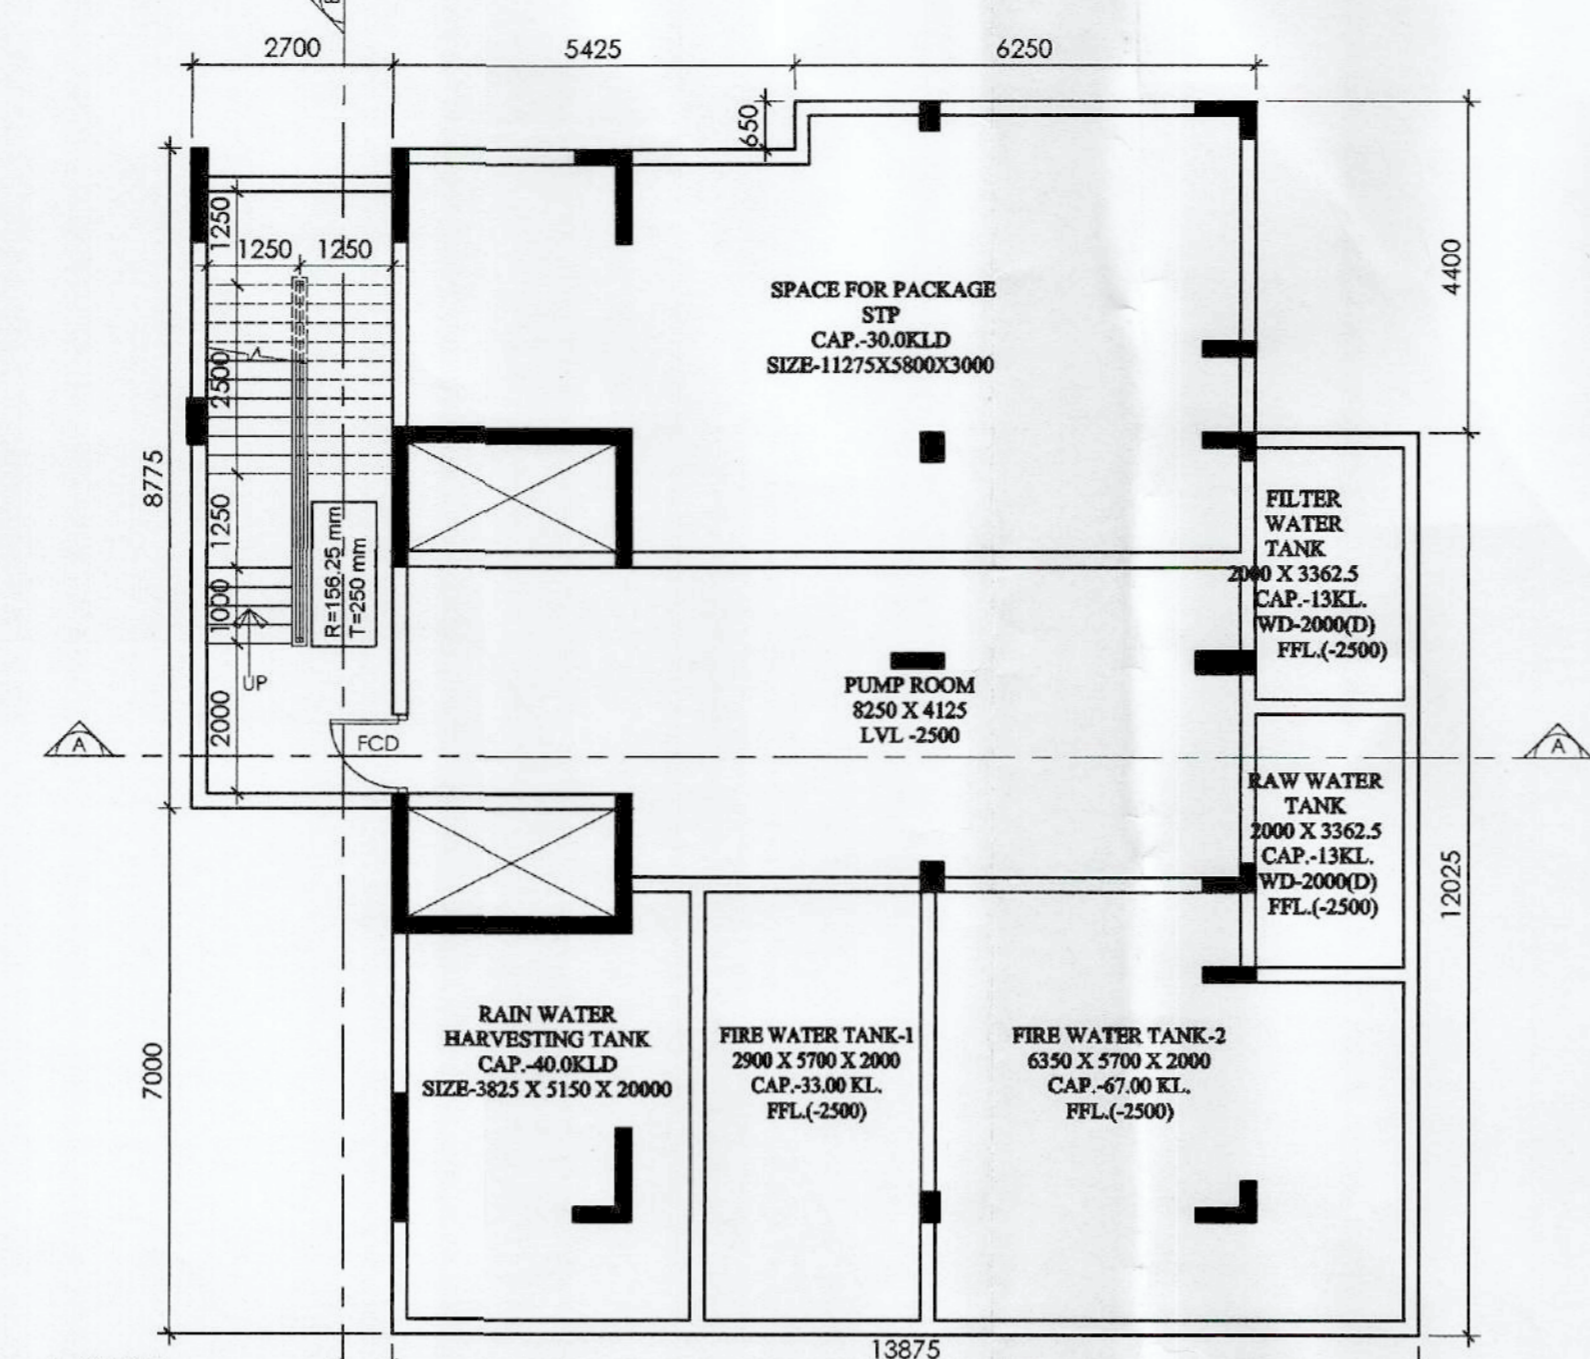 2700
5425
6250
650
1250
1250
1250
4400
2500
8775
SPACE FOR PACKAGE
STP
CAP.-30.0KLD
SIZE-11275X5800X3000
1250
R=156.25 mm
T=250 mm
1000
UP
2000
FCD
FILTER
WATER
TANK
2000 X 3362.5
CAP.-13KL.
WD-2000(D)
FFL.(-2500)
PUMP ROOM
8250 X 4125
LVL -2500
A
A
RAW WATER
TANK
2000 X 3362.5
CAP.-13KL.
WD-2000(D)
FFL.(-2500)
12025
7000
RAIN WATER
HARVESTING TANK
CAP.-40.0KLD
SIZE-3825 X 5150 X 20000
FIRE WATER TANK-1
2900 X 5700 X 2000
CAP.-33.00 KL.
FFL.(-2500)
FIRE WATER TANK-2
6350 X 5700 X 2000
CAP.-67.00 KL.
FFL.(-2500)
13875